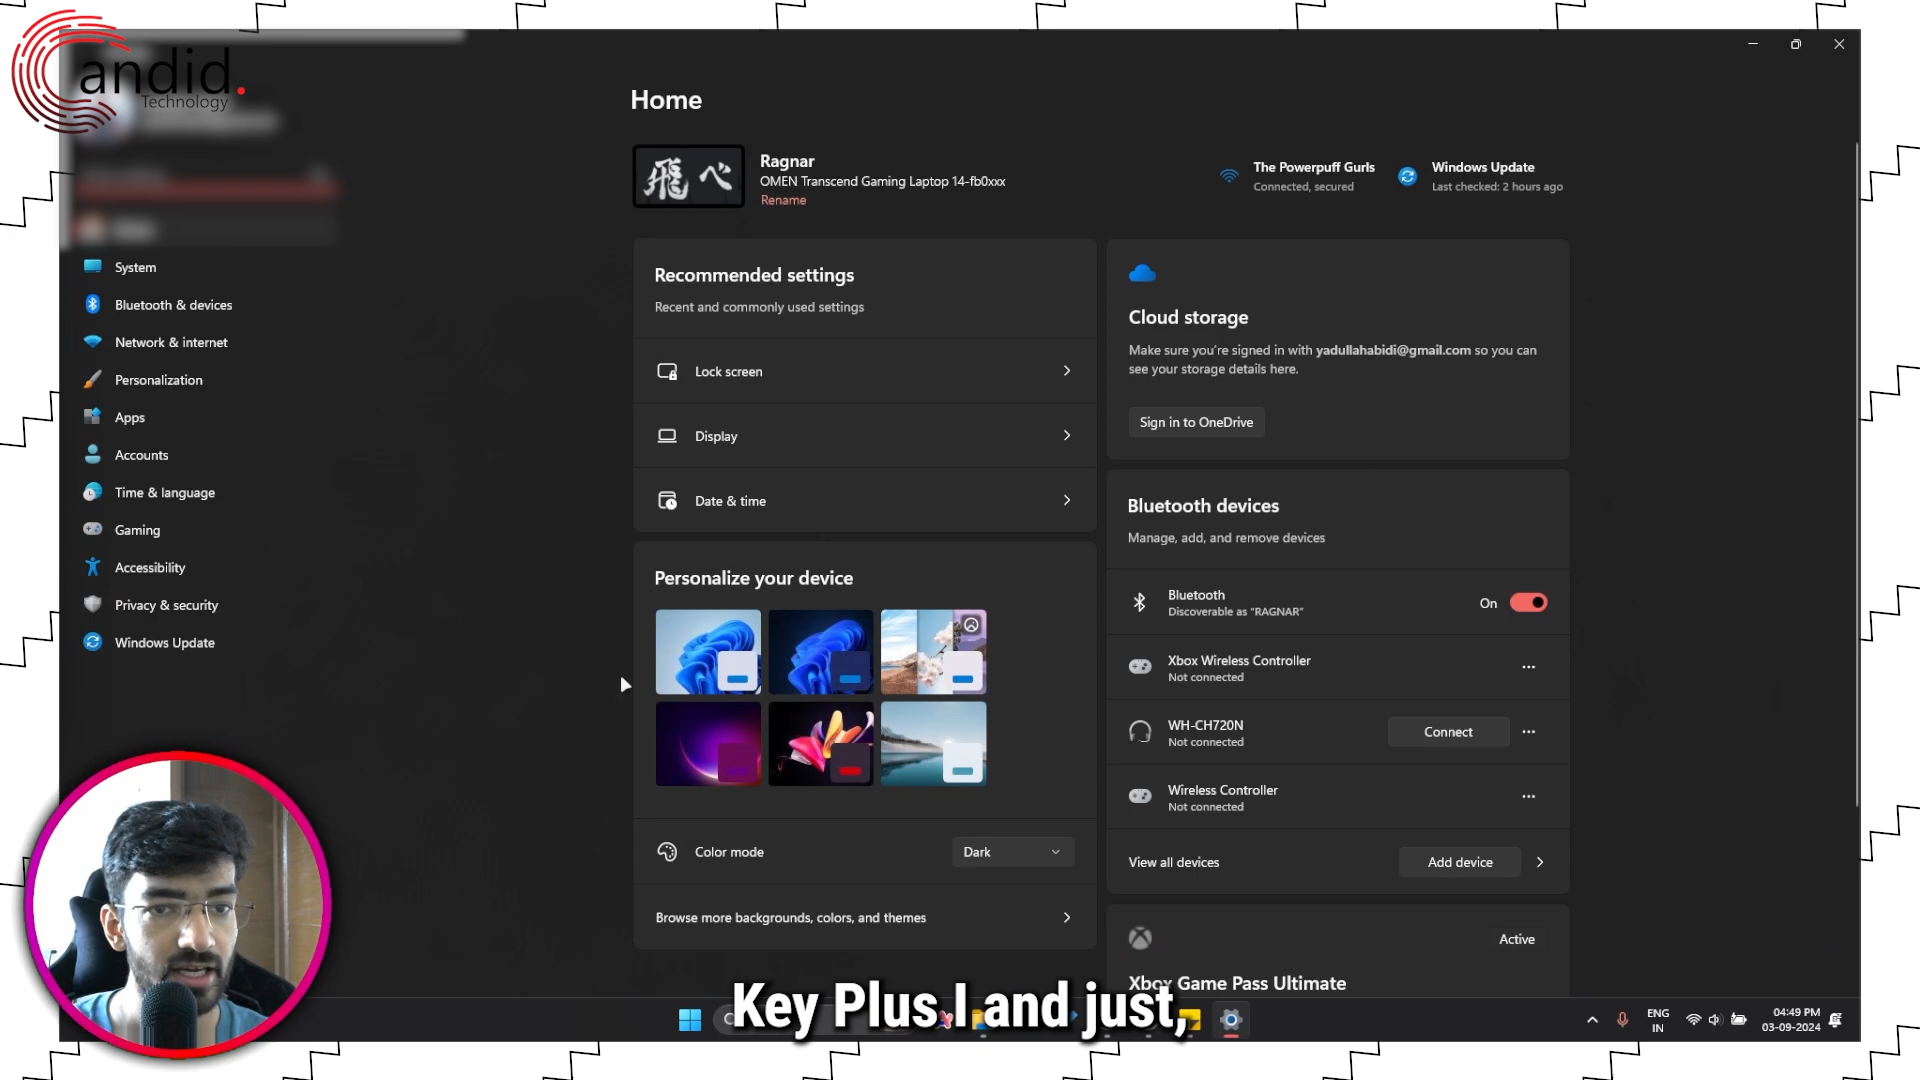 andid.
Technology
Home
飛べ
Ragnar
OMEN Transcend Gaming Laptop 14-fb0xxx
Rename
The Powerpuff Gurls
Connected, secured
Windows Update
Last checked: 2 hours ago
System
Bluetooth & devices
Network & internet
Personalization
Apps
Accounts
Time & language
Gaming
Accessibility
Privacy & security
Windows Update
Recommended settings
Recent and commonly used settings
Lock screen
Display
Date & time
Personalize your device
Color mode
Dark
Browse more backgrounds, colors, and themes
Cloud storage
Make sure you're signed in with yadullahabidi@gmail.com so you can
see your storage details here.
Sign in to OneDrive
Bluetooth devices
Manage, add, and remove devices
Bluetooth
Discoverable as "RAGNAR"
On
Xbox Wireless Controller
Not connected
WH-CH720N
Not connected
Connect
Wireless Controller
Not connected
View all devices
Add device
Active
Xbox Game Pass Ultimate
Key Plus I and just,
ENG
IN
04:49 PM
03-09-2024